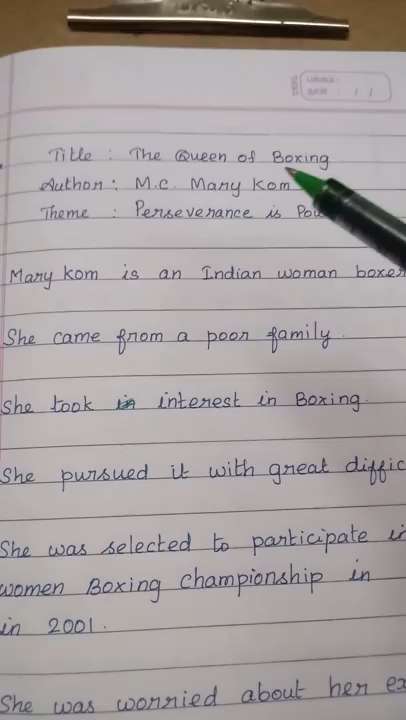 Title : The Queen of Boxing
Author : M.C. Mary Kom
Theme : Perseverance is
Mary Kom is an Indian woman boxer
She came from a poor family.
She took in interest in Boxing.
She pursued it with great
She was selected to participate in
women Boxing championship in
in 2001.
She was worried about her